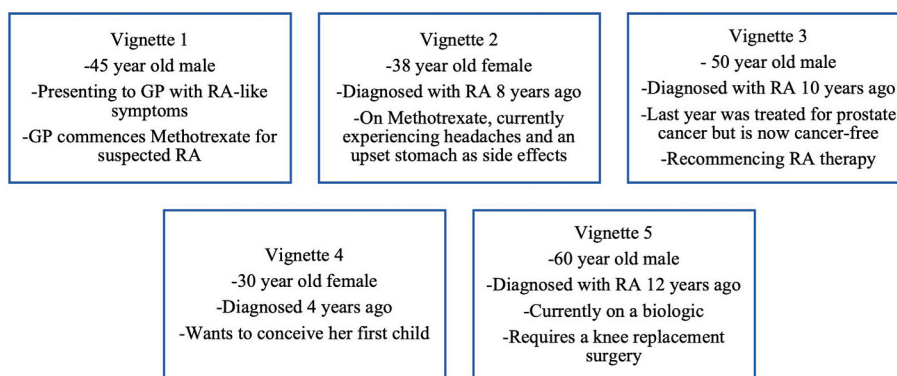 Vignette 1
-45 year old male
-Presenting to GP with RA-like
symptoms
-GP commences Methotrexate for
suspected RA
Vignette 2
-38 year old female
-Diagnosed with RA 8 years ago
-On Methotrexate, currently
experiencing headaches and an
upset stomach as side effects
Vignette 3
- 50 year old male
-Diagnosed with RA 10 years ago
-Last year was treated for prostate
cancer but is now cancer-free
-Recommencing RA therapy
Vignette 4
-30 year old female
-Diagnosed 4 years ago
-Wants to conceive her first child
Vignette 5
-60 year old male
-Diagnosed with RA 12 years ago
-Currently on a biologic
-Requires a knee replacement
surgery